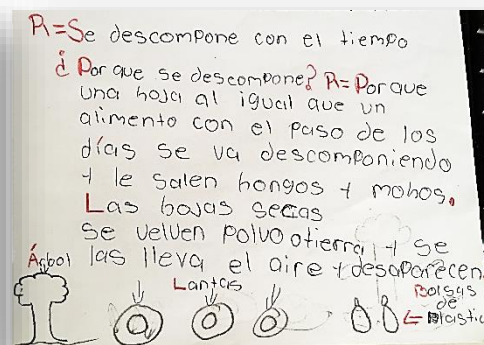 R=Se descompone con el tiempo
¿Por que se descompone? R=Porque
una hoja al igual que un
alimento con el paso de los
días se va descomponiendo
y le salen hongos y mohos.
Las hojas secas
se velven polvo o tierra y se
las lleva el aire y desaparecen
Árbol
Lantas
Bolsas
de
Plastic